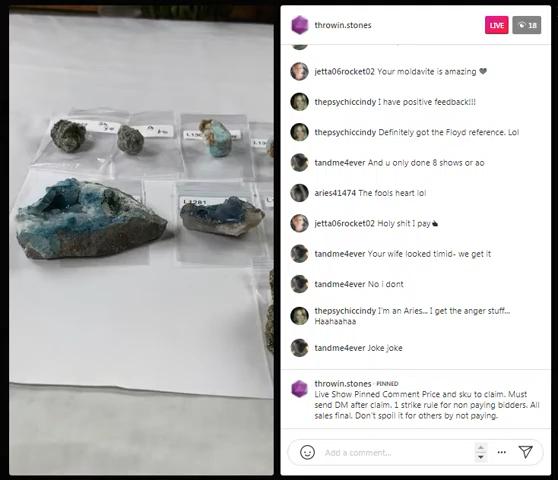 L1281
throwin.stones
LIVE
18
jetta06rocket02 Your moldavite is amazing 🖤
thepsychiccindy I have positive feedback!!!
thepsychiccindy Definitely got the Floyd reference. Lol
tandme4ever And u only done 8 shows or ao
aries41474 The fools heart lol
jetta06rocket02 Holy shit I pay
tandme4ever Your wife looked timid- we get it
tandme4ever No i dont
thepsychiccindy I'm an Aries... I get the anger stuff...
Haahaahaa
tandme4ever Joke joke
throwin.stones · PINNED
Live Show Pinned Comment Price and sku to claim. Must
send DM after claim. 1 strike rule for non paying bidders. All
sales final. Don't spoil it for others by not paying.
Add a comment...